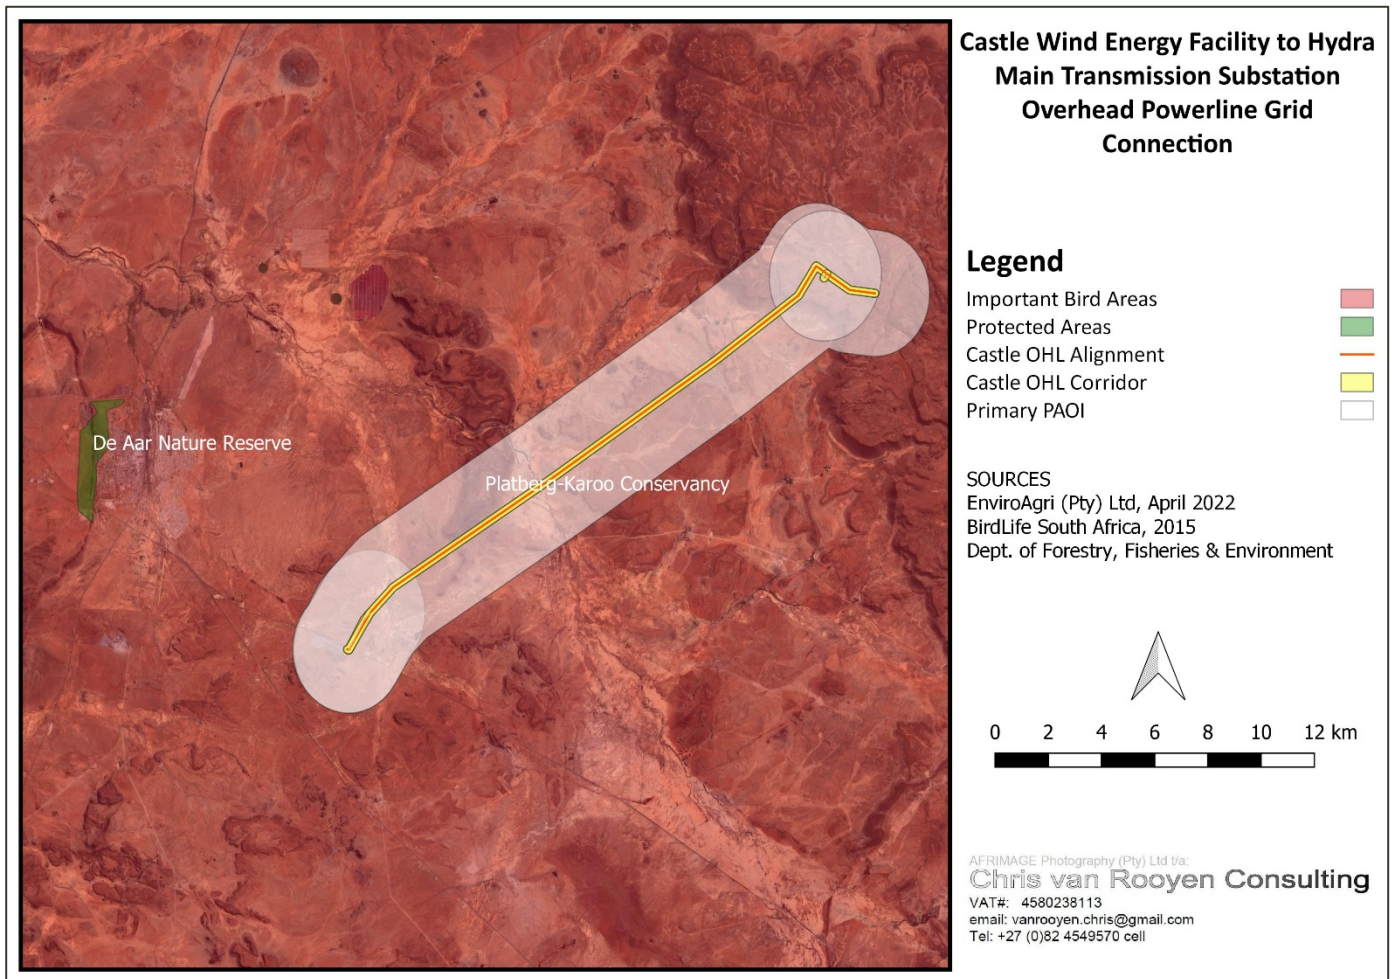 Castle Wind Energy Facility to Hydra
Main Transmission Substation
Overhead Powerline Grid
Connection
Legend
Important Bird Areas
Protected Areas
Castle OHL Alignment
Castle OHL Corridor
Primary PAOI
De Aar Nature Reserve
Platberg-Karoo Conservancy
SOURCES
EnviroAgri (Pty) Ltd, April 2022
BirdLife South Africa, 2015
Dept. of Forestry, Fisheries & Environment
0 2 4 6 8 10 12 km
AFRIMAGE Photography (Pty) Ltd t/a:
Chris van Rooyen Consulting
VAT#: 4580238113
email: vanrooyen.chris@gmail.com
Tel: +27 (0)82 4549570 cell